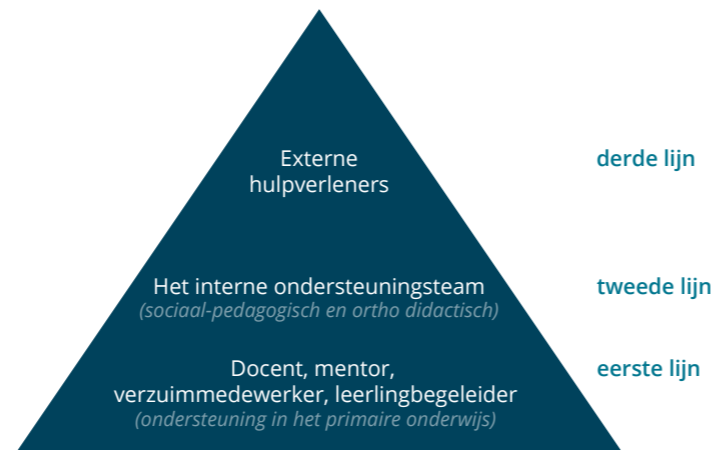 Externe
hulpverleners
derde lijn
Het interne ondersteuningsteam
(sociaal-pedagogisch en ortho didactisch)
tweede lijn
Docent, mentor,
verzuimmedewerker, leerlingbegeleider
(ondersteuning in het primaire onderwijs)
eerste lijn